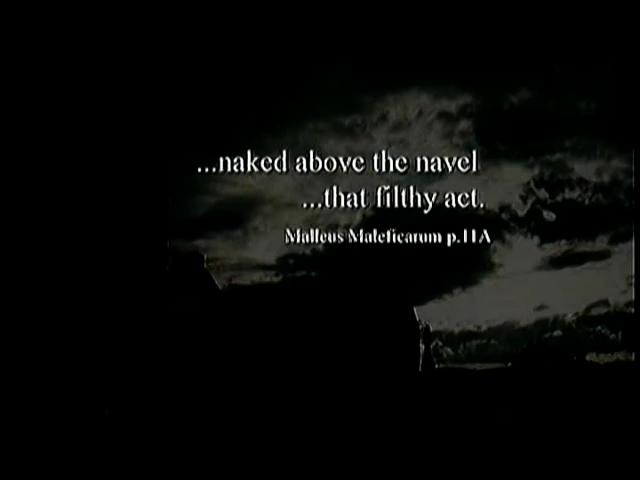 ...naked above the navel
...that filthy act.
Malleus Maleficarum p.11A